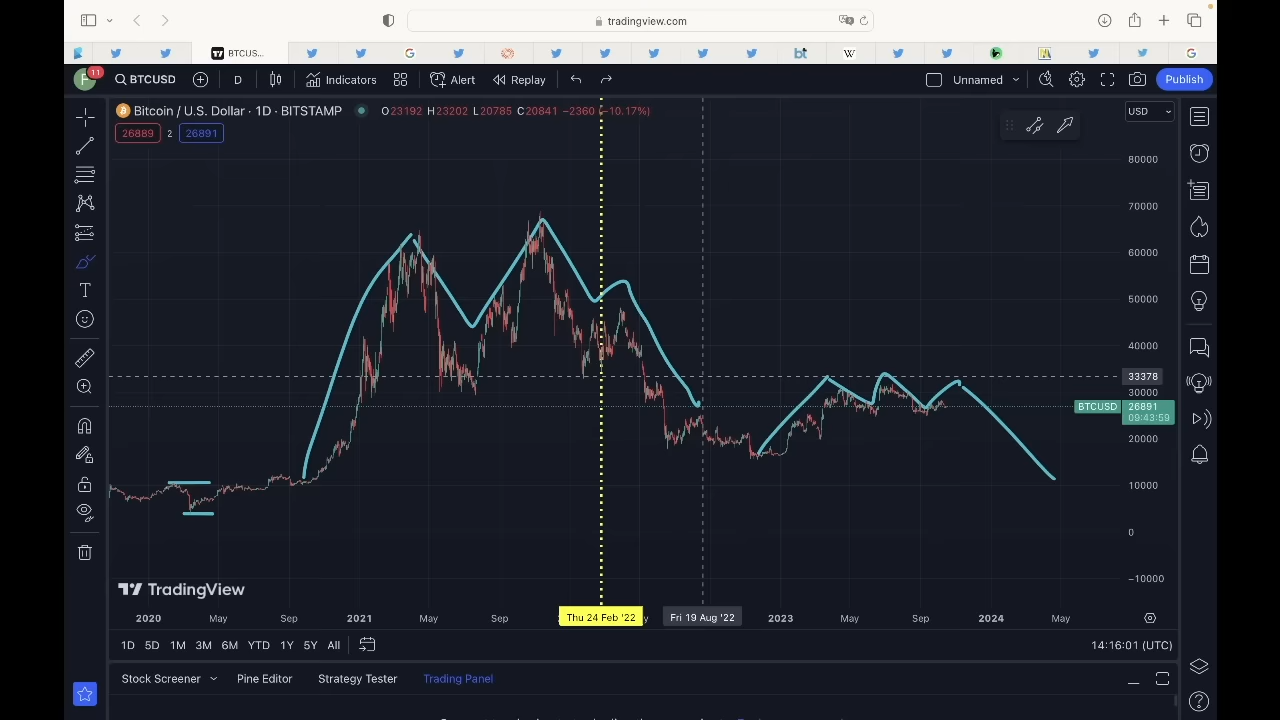 tradingview.com
BTCUS...
11
BTCUSD
D
Indicators
Alert
Replay
Unnamed
Publish
Bitcoin / U.S. Dollar · 1D · BITSTAMP
O23192 H23202 L20785 C20841 −2360 (−10.17%)
USD
26889
2
26891
80000
70000
60000
50000
40000
33378
30000
BTCUSD
26891
09:43:59
20000
10000
0
−10000
TradingView
2020
May
Sep
2021
May
Sep
Thu 24 Feb '22
Fri 19 Aug '22
2023
May
Sep
2024
May
1D
5D
1M
3M
6M
YTD
1Y
5Y
All
14:16:01 (UTC)
Stock Screener
Pine Editor
Strategy Tester
Trading Panel